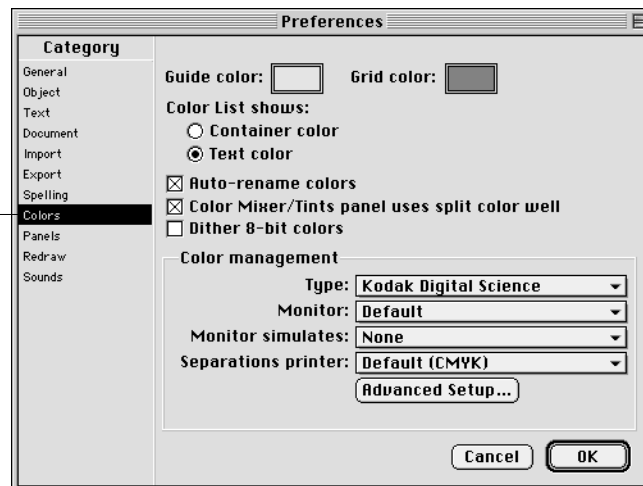 Preferences
Category
General
Object
Text
Document
Import
Export
Spelling
Colors
Panels
Redraw
Sounds
Guide color: Grid color:
Color List shows:
Container color
Text color
Auto-rename colors
Color Mixer/Tints panel uses split color well
Dither 8-bit colors
Color management
Type: Kodak Digital Science
Monitor: Default
Monitor simulates: None
Separations printer: Default (CMYK)
Advanced Setup...
Cancel OK